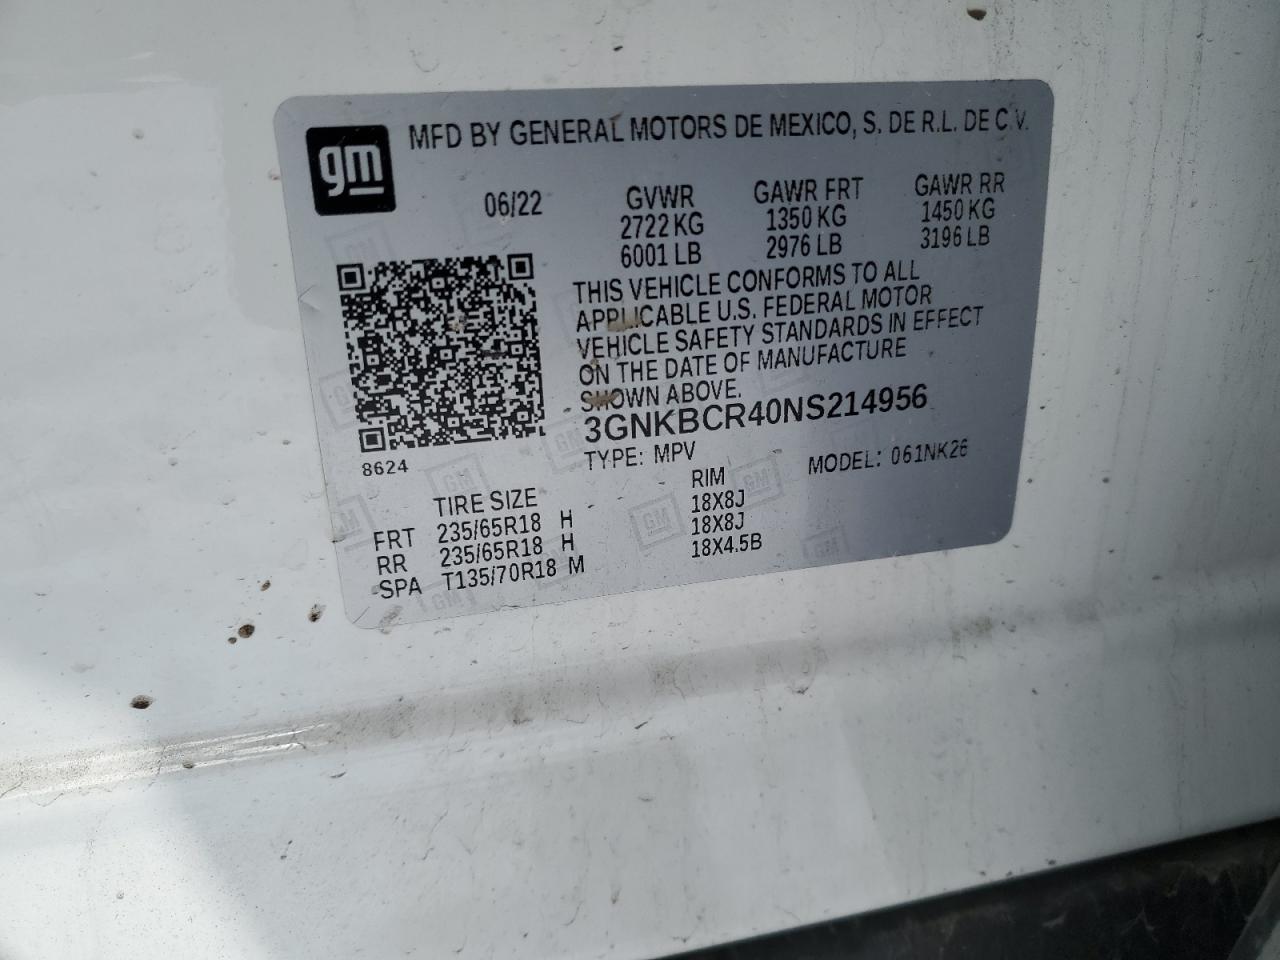 gm
MFD BY GENERAL MOTORS DE MEXICO, S. DE R.L. DE C.V.
06/22 GVWR GAWR FRT GAWR RR
2722 KG 1350 KG 1450 KG
6001 LB 2976 LB 3196 LB
THIS VEHICLE CONFORMS TO ALL
APPLICABLE U.S. FEDERAL MOTOR
VEHICLE SAFETY STANDARDS IN EFFECT
ON THE DATE OF MANUFACTURE
SHOWN ABOVE.
3GNKBCR40NS214956
TYPE: MPV MODEL: 061NK26
8624
TIRE SIZE RIM
FRT 235/65R18 H 18X8J
RR 235/65R18 H 18X8J
SPA T135/70R18 M 18X4.5B